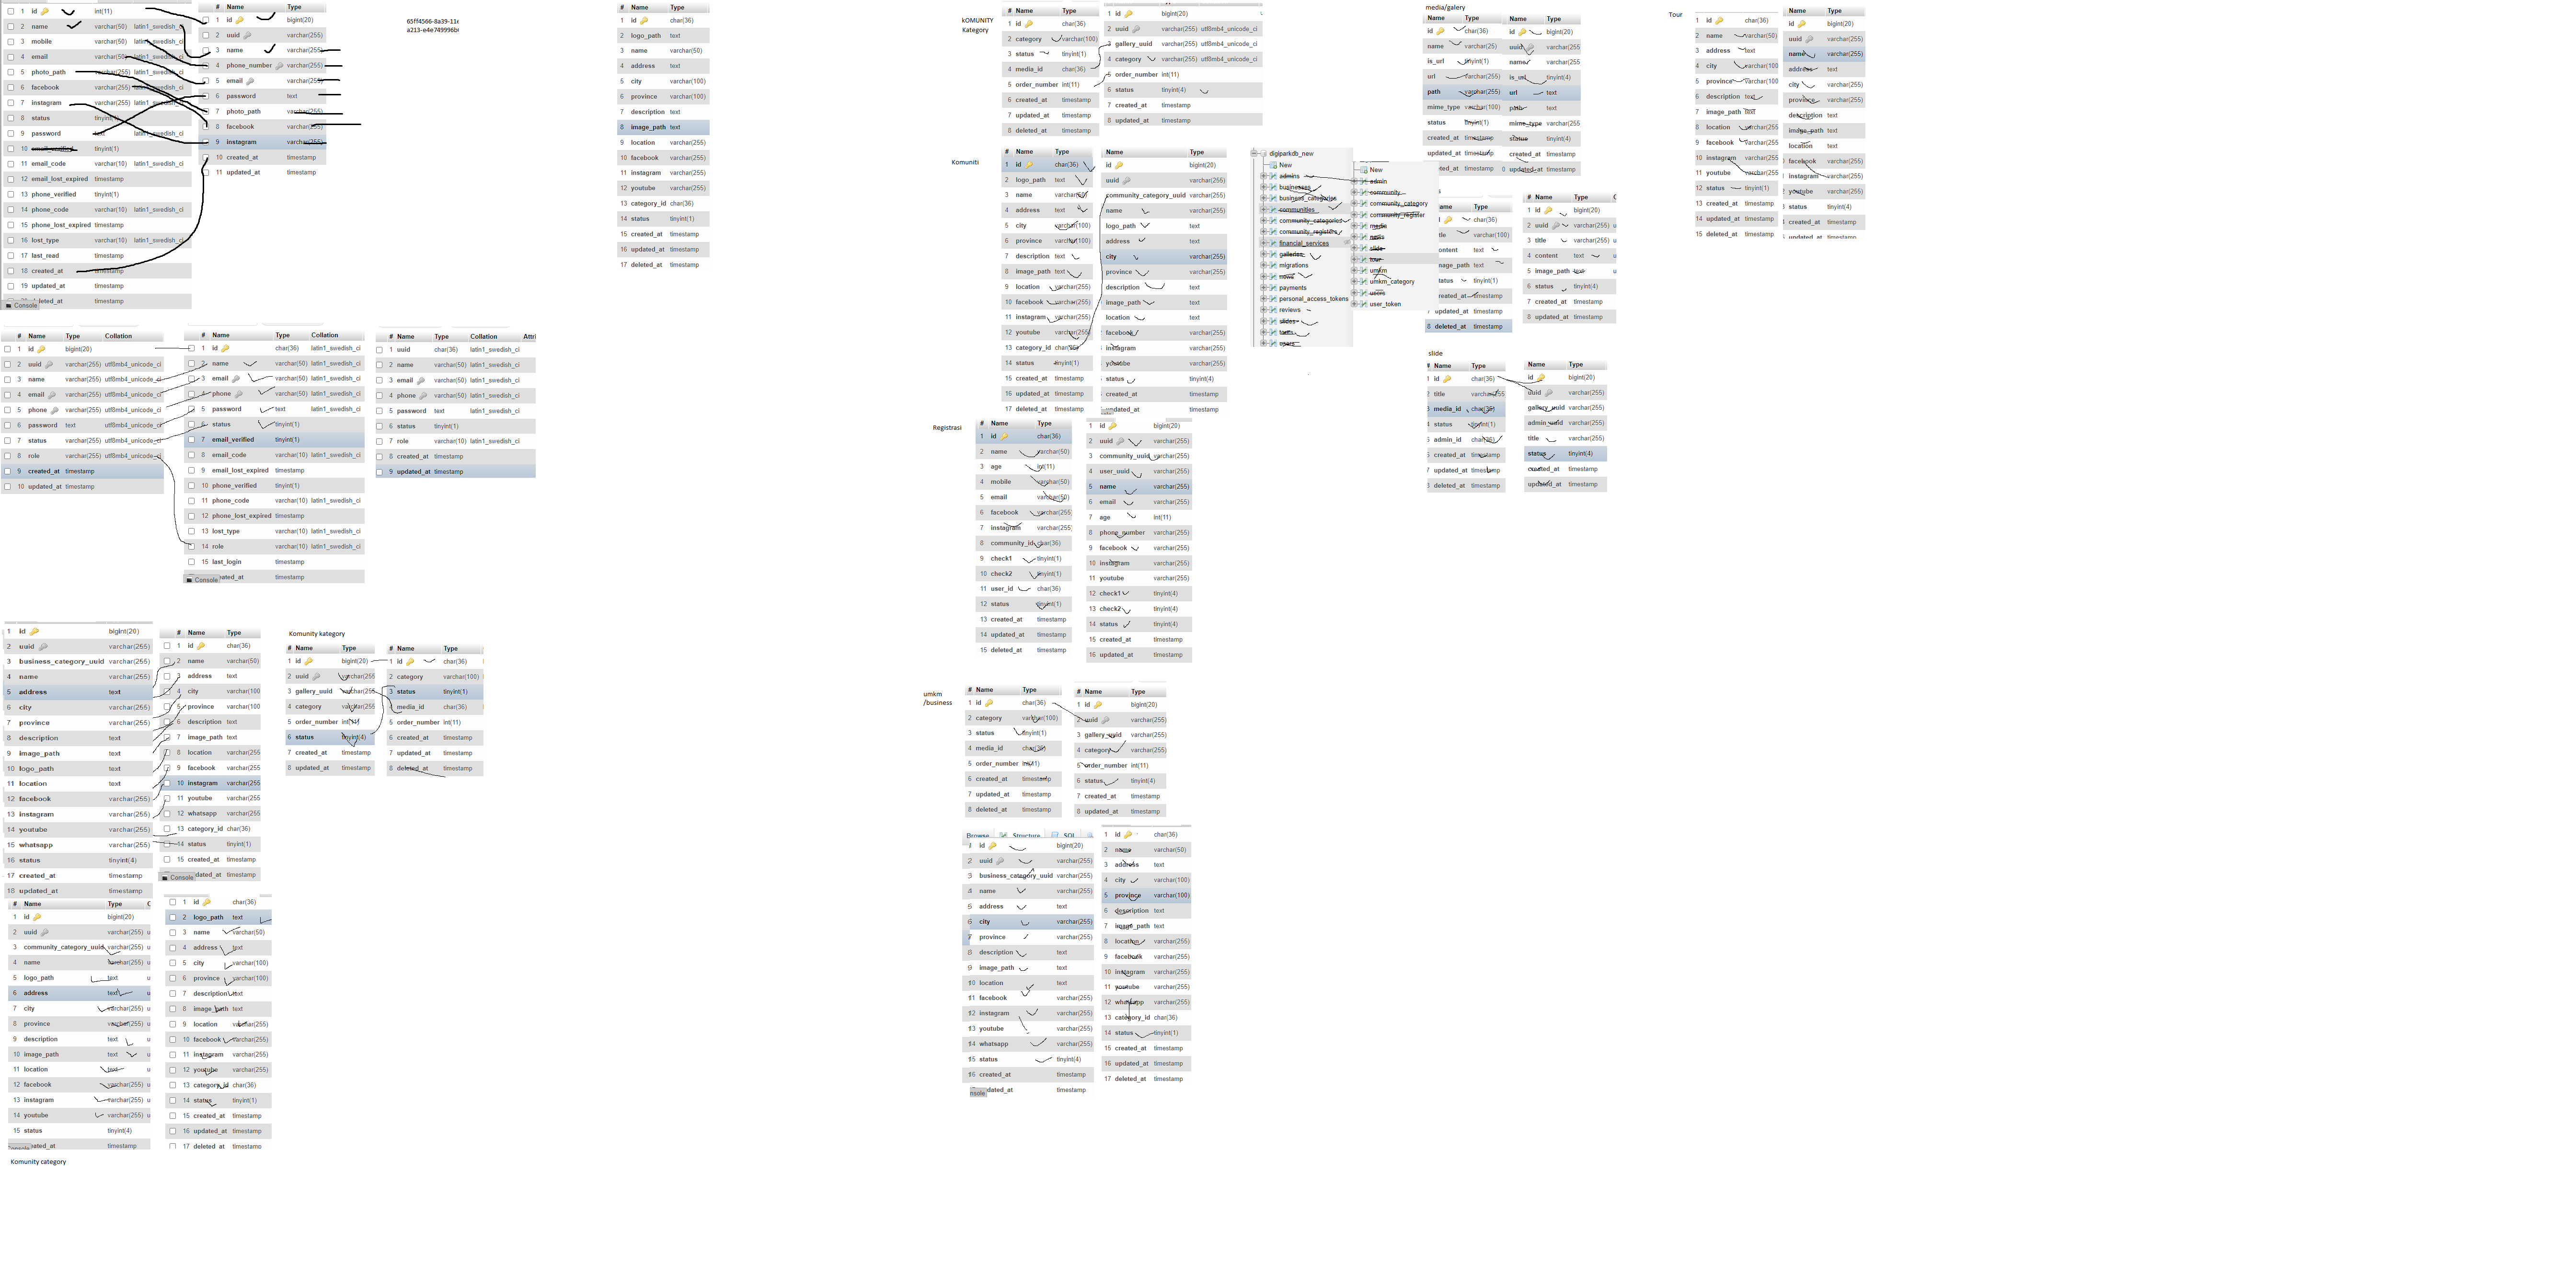 1 id int(11)
2 name varchar(50) latin1_swedish_ci
3 mobile varchar(50) latin1_swedish_ci
4 email varchar(50) latin1_swedish_ci
5 photo_path varchar(255) latin1_swedish_ci
6 facebook varchar(255) latin1_swedish_ci
7 instagram varchar(255) latin1_swedish_ci
8 status tinyint(1)
9 password text latin1_swedish_ci
10 email_verified tinyint(1)
11 email_code varchar(10) latin1_swedish_ci
12 email_lost_expired timestamp
13 phone_verified tinyint(1)
14 phone_code varchar(10) latin1_swedish_ci
15 phone_lost_expired timestamp
16 lost_type varchar(10) latin1_swedish_ci
17 last_read timestamp
18 created_at timestamp
19 updated_at timestamp
deleted_at timestamp
Console
# Name Type
1 id bigint(20)
2 uuid varchar(255)
3 name varchar(255)
4 phone_number varchar(255)
5 email varchar(255)
6 password text
7 photo_path varchar(255)
8 facebook varchar(255)
9 instagram varchar(255)
10 created_at timestamp
11 updated_at timestamp
# Name Type
1 id char(36)
2 logo_path text
3 name varchar(50)
4 address text
5 city varchar(100)
6 province varchar(100)
7 description text
8 image_path text
9 location varchar(255)
10 facebook varchar(255)
11 instagram varchar(255)
12 youtube varchar(255)
13 category_id char(36)
14 status tinyint(1)
15 created_at timestamp
16 updated_at timestamp
17 deleted_at timestamp
kOMUNITY
Kategory
# Name Type
1 id char(36)
2 category varchar(100)
3 status tinyint(1)
4 media_id char(36)
5 order_number int(11)
6 created_at timestamp
7 updated_at timestamp
8 deleted_at timestamp
1 id bigint(20)
2 uuid varchar(255) utf8mb4_unicode_ci
3 gallery_uuid varchar(255) utf8mb4_unicode_ci
4 category varchar(255) utf8mb4_unicode_ci
5 order_number int(11)
6 status tinyint(4)
7 created_at timestamp
8 updated_at timestamp
Komuniti
# Name Type
1 id char(36)
2 logo_path text
3 name varchar(50)
4 address text
5 city varchar(100)
6 province varchar(100)
7 description text
8 image_path text
9 location varchar(255)
10 facebook varchar(255)
11 instagram varchar(255)
12 youtube varchar(255)
13 category_id char(36)
14 status tinyint(1)
15 created_at timestamp
16 updated_at timestamp
17 deleted_at timestamp
Name Type
id bigint(20)
uuid varchar(255)
community_category_uuid varchar(255)
name varchar(255)
logo_path text
address text
city varchar(255)
province varchar(255)
description text
image_path text
location text
facebook varchar(255)
instagram varchar(255)
youtube varchar(255)
status tinyint(4)
created_at timestamp
updated_at timestamp
digiparkdb_new
New
admins
businesses
business_categories
communities
community_categories
community_registers
financial_services
galleries
migrations
news
payments
personal_access_tokens
reviews
slides
users
New
admin
community
community_category
community_register
media
news
slide
tour
umkm
umkm_category
users
user_token
media/galery
Name Type
id char(36)
name varchar(25)
is_url tinyint(1)
url varchar(255)
path varchar(255)
mime_type varchar(100)
status tinyint(1)
created_at timestamp
updated_at timestamp
Name Type
id bigint(20)
uuid varchar(255
name varchar(255
is_url tinyint(4)
url text
path text
mime_type varchar(255
status tinyint(4)
created_at timestamp
updated_at timestamp
Type
char(36)
varchar(100)
text
text
tinyint(1)
timestamp
updated_at timestamp
8 deleted_at timestamp
# Name Type
1 id bigint(20)
2 uuid varchar(255)
3 title varchar(255)
4 content text
5 image_path text
6 status tinyint(4)
7 created_at timestamp
8 updated_at timestamp
slide
# Name Type
id char(36)
title varchar(255
media_id char(36)
status tinyint(1)
admin_id char(36)
created_at timestamp
updated_at timestamp
deleted_at timestamp
Name Type
id bigint(20)
uuid varchar(255)
gallery_uuid varchar(255)
admin_uuid varchar(255)
title varchar(255)
status tinyint(4)
created_at timestamp
updated_at timestamp
Tour
1 id char(36)
2 name varchar(50)
3 address text
4 city varchar(100
5 province varchar(100
6 description text
7 image_path text
8 location varchar(255
9 facebook varchar(255
10 instagram varchar(255
11 youtube varchar(255
12 status tinyint(1)
13 created_at timestamp
14 updated_at timestamp
15 deleted_at timestamp
Name Type
id bigint(20)
uuid varchar(255)
name varchar(255)
address text
city varchar(255)
province varchar(255)
description text
image_path text
location text
facebook varchar(255)
instagram varchar(255)
youtube varchar(255)
status tinyint(4)
created_at timestamp
updated_at timestamp
# Name Type Collation
1 id bigint(20)
2 uuid varchar(255) utf8mb4_unicode_ci
3 name varchar(255) utf8mb4_unicode_ci
4 email varchar(255) utf8mb4_unicode_ci
5 phone varchar(255) utf8mb4_unicode_ci
6 password text utf8mb4_unicode_ci
7 status varchar(255) utf8mb4_unicode_ci
8 role varchar(255) utf8mb4_unicode_ci
9 created_at timestamp
10 updated_at timestamp
# Name Type Collation
1 id char(36) latin1_swedish_ci
2 name varchar(50) latin1_swedish_ci
3 email varchar(50) latin1_swedish_ci
4 phone varchar(50) latin1_swedish_ci
5 password text latin1_swedish_ci
6 status tinyint(1)
7 email_verified tinyint(1)
8 email_code varchar(10) latin1_swedish_ci
9 email_lost_expired timestamp
10 phone_verified tinyint(1)
11 phone_code varchar(10) latin1_swedish_ci
12 phone_lost_expired timestamp
13 lost_type varchar(10) latin1_swedish_ci
14 role varchar(10) latin1_swedish_ci
15 last_login timestamp
Console ated_at timestamp
# Name Type Collation Attri
1 uuid char(36) latin1_swedish_ci
2 name varchar(50) latin1_swedish_ci
3 email varchar(50) latin1_swedish_ci
4 phone varchar(50) latin1_swedish_ci
5 password text latin1_swedish_ci
6 status tinyint(1)
7 role varchar(10) latin1_swedish_ci
8 created_at timestamp
9 updated_at timestamp
Registrasi
# Name Type
1 id char(36)
2 name varchar(50)
3 age int(11)
4 mobile varchar(50)
5 email varchar(50)
6 facebook varchar(255
7 instagram varchar(255
8 community_id char(36)
9 check1 tinyint(1)
10 check2 tinyint(1)
11 user_id char(36)
12 status tinyint(1)
13 created_at timestamp
14 updated_at timestamp
15 deleted_at timestamp
1 id bigint(20)
2 uuid varchar(255)
3 community_uuid varchar(255)
4 user_uuid varchar(255)
5 name varchar(255)
6 email varchar(255)
7 age int(11)
8 phone_number varchar(255)
9 facebook varchar(255)
10 instagram varchar(255)
11 youtube varchar(255)
12 check1 tinyint(4)
13 check2 tinyint(4)
14 status tinyint(4)
15 created_at timestamp
16 updated_at timestamp
1 id bigint(20)
2 uuid varchar(255)
3 business_category_uuid varchar(255)
4 name varchar(255)
5 address text
6 city varchar(255)
7 province varchar(255)
8 description text
9 image_path text
10 logo_path text
11 location text
12 facebook varchar(255)
13 instagram varchar(255)
14 youtube varchar(255)
15 whatsapp varchar(255)
16 status tinyint(4)
17 created_at timestamp
18 updated_at timestamp
# Name Type
1 id char(36)
2 name varchar(50)
3 address text
4 city varchar(100
5 province varchar(100
6 description text
7 image_path text
8 location varchar(255
9 facebook varchar(255
10 instagram varchar(255
11 youtube varchar(255
12 whatsapp varchar(255
13 category_id char(36)
14 status tinyint(1)
15 created_at timestamp
Console dated_at timestamp
Komunity kategory
# Name Type
1 id bigint(20)
2 uuid varchar(255
3 gallery_uuid varchar(255
4 category varchar(255
5 order_number int(11)
6 status tinyint(4)
7 created_at timestamp
8 updated_at timestamp
# Name Type
1 id char(36)
2 category varchar(100)
3 status tinyint(1)
media_id char(36)
5 order_number int(11)
6 created_at timestamp
7 updated_at timestamp
8 deleted_at timestamp
umkm
/business
# Name Type
1 id char(36)
2 category varchar(100)
3 status tinyint(1)
4 media_id char(36)
5 order_number int(11)
6 created_at timestamp
7 updated_at timestamp
8 deleted_at timestamp
# Name Type
1 id bigint(20)
2 uuid varchar(255)
3 gallery_uuid varchar(255)
4 category varchar(255)
5 order_number int(11)
6 status tinyint(4)
7 created_at timestamp
8 updated_at timestamp
Browse Structure SQL
1 id bigint(20)
2 uuid varchar(255)
3 business_category_uuid varchar(255)
4 name varchar(255)
5 address text
6 city varchar(255)
7 province varchar(255)
8 description text
9 image_path text
10 location text
11 facebook varchar(255)
12 instagram varchar(255)
13 youtube varchar(255)
14 whatsapp varchar(255)
15 status tinyint(4)
16 created_at timestamp
nsole dated_at timestamp
1 id char(36)
2 name varchar(50)
3 address text
4 city varchar(100)
5 province varchar(100)
6 description text
7 image_path text
8 location varchar(255)
9 facebook varchar(255)
10 instagram varchar(255)
11 youtube varchar(255)
12 whatsapp varchar(255)
13 category_id char(36)
14 status tinyint(1)
15 created_at timestamp
16 updated_at timestamp
17 deleted_at timestamp
# Name Type C
1 id bigint(20)
2 uuid varchar(255) u
3 community_category_uuid varchar(255) u
4 name varchar(255) u
5 logo_path text u
6 address text u
7 city varchar(255) u
8 province varchar(255) u
9 description text u
10 image_path text u
11 location text u
12 facebook varchar(255) u
13 instagram varchar(255) u
14 youtube varchar(255) u
15 status tinyint(4)
ated_at timestamp
1 id char(36)
2 logo_path text
3 name varchar(50)
4 address text
5 city varchar(100)
6 province varchar(100)
7 description text
8 image_path text
9 location varchar(255)
10 facebook varchar(255)
11 instagram varchar(255)
12 youtube varchar(255)
13 category_id char(36)
14 status tinyint(1)
15 created_at timestamp
16 updated_at timestamp
17 deleted_at timestamp
Komunity category